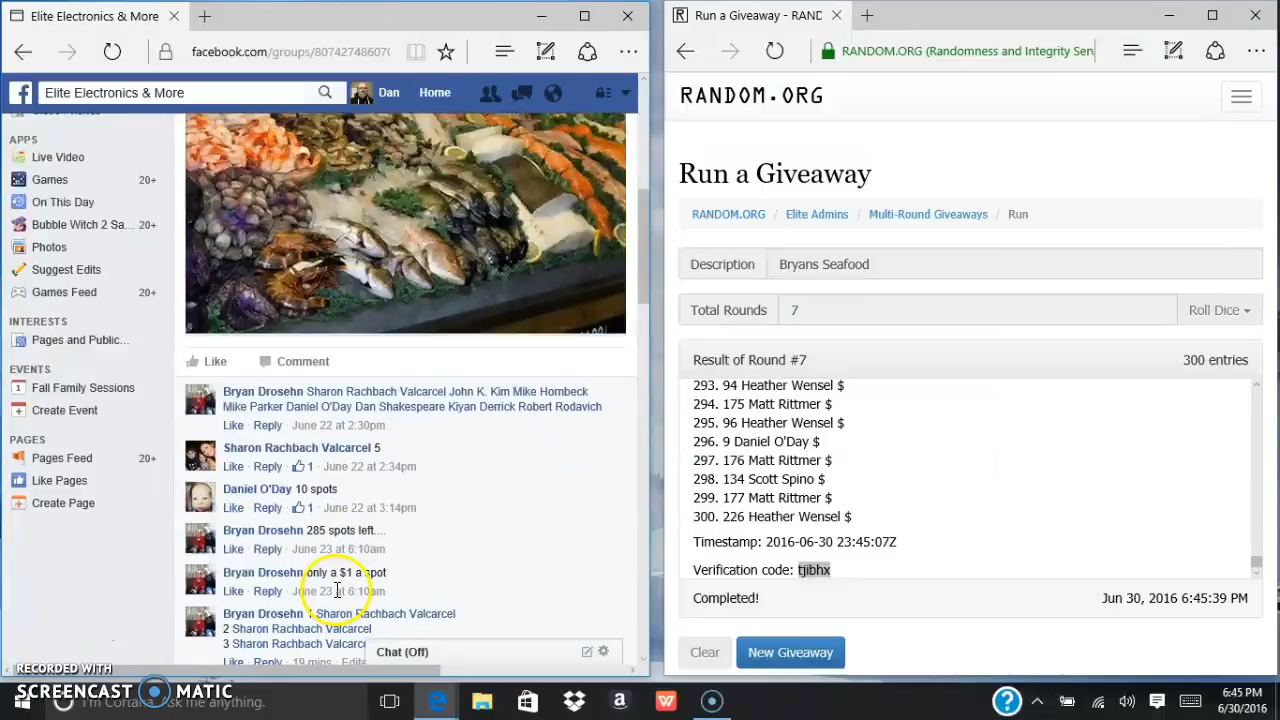 Elite Electronics & More
facebook.com/groups/807427486070
Elite Electronics & More
Dan
Home
APPS
Live Video
Games 20+
On This Day
Bubble Witch 2 Sa... 20+
Photos
Suggest Edits
Games Feed 20+
INTERESTS
Pages and Public...
EVENTS
Fall Family Sessions
Create Event
PAGES
Pages Feed 20+
Like Pages
Create Page
Like Comment
Bryan Drosehn Sharon Rachbach Valcarcel John K. Kim Mike Hornbeck
Mike Parker Daniel O'Day Dan Shakespeare Kiyan Derrick Robert Rodavich
Like · Reply · June 22 at 2:30pm
Sharon Rachbach Valcarcel 5
Like · Reply · 1 · June 22 at 2:34pm
Daniel O'Day 10 spots
Like · Reply · 1 · June 22 at 3:14pm
Bryan Drosehn 285 spots left....
Like · Reply · June 23 at 6:10am
Bryan Drosehn only a $1 a spot
Like · Reply · June 23 at 6:10am
Bryan Drosehn 1 Sharon Rachbach Valcarcel
2 Sharon Rachbach Valcarcel
3 Sharon Rachbach Valcarce
Like · Reply · 19 mins · Edite
Chat (Off)
Run a Giveaway - RAND
RANDOM.ORG (Randomness and Integrity Serv
RANDOM.ORG
Run a Giveaway
RANDOM.ORG / Elite Admins / Multi-Round Giveaways / Run
Description Bryans Seafood
Total Rounds 7 Roll Dice
Result of Round #7 300 entries
293. 94 Heather Wensel $
294. 175 Matt Rittmer $
295. 96 Heather Wensel $
296. 9 Daniel O'Day $
297. 176 Matt Rittmer $
298. 134 Scott Spino $
299. 177 Matt Rittmer $
300. 226 Heather Wensel $
Timestamp: 2016-06-30 23:45:07Z
Verification code: tjibhx
Completed! Jun 30, 2016 6:45:39 PM
Clear New Giveaway
RECORDED WITH
SCREENCAST MATIC
I'm Cortana. Ask me anything.
6:45 PM
6/30/2016